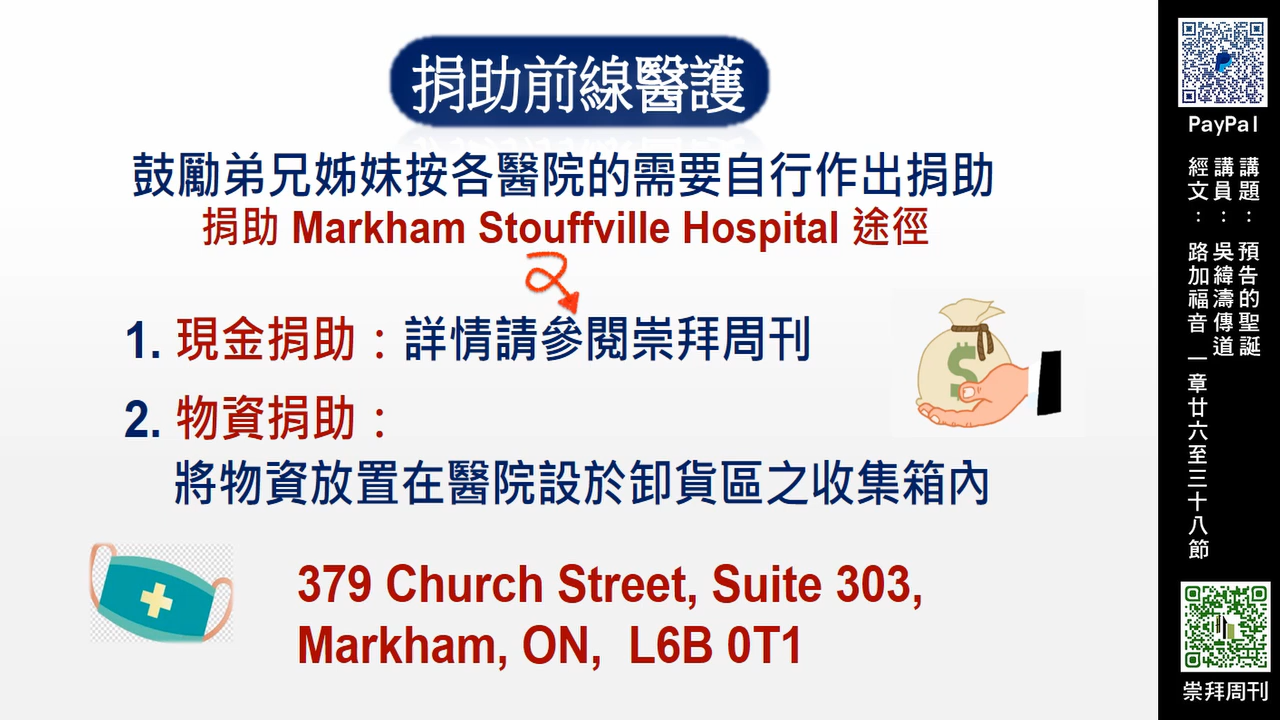 捐助前線醫護
鼓勵弟兄姊妹按各醫院的需要自行作出捐助
捐助 Markham Stouffville Hospital 途徑
1. 現金捐助：詳情請參閱崇拜周刊
2. 物資捐助：
將物資放置在醫院設於卸貨區之收集箱內
$
379 Church Street, Suite 303,
Markham, ON, L6B 0T1
PayPal
講題：預告的聖誕
講員：吳緯濤傳道
經文：路加福音 一章廿六至三十八節
崇拜周刊